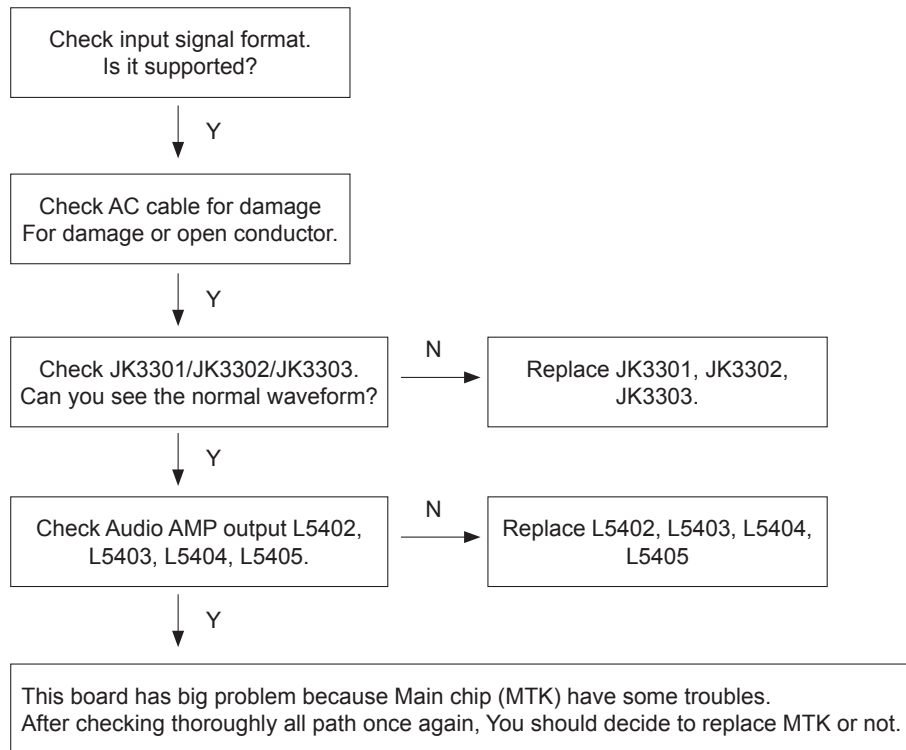 Check input signal format.
Is it supported?
Y
Check AC cable for damage
For damage or open conductor.
Y
Check JK3301/JK3302/JK3303.
Can you see the normal waveform?
N
Replace JK3301, JK3302,
JK3303.
Y
Check Audio AMP output L5402,
L5403, L5404, L5405.
N
Replace L5402, L5403, L5404,
L5405
Y
This board has big problem because Main chip (MTK) have some troubles.
After checking thoroughly all path once again, You should decide to replace MTK or not.